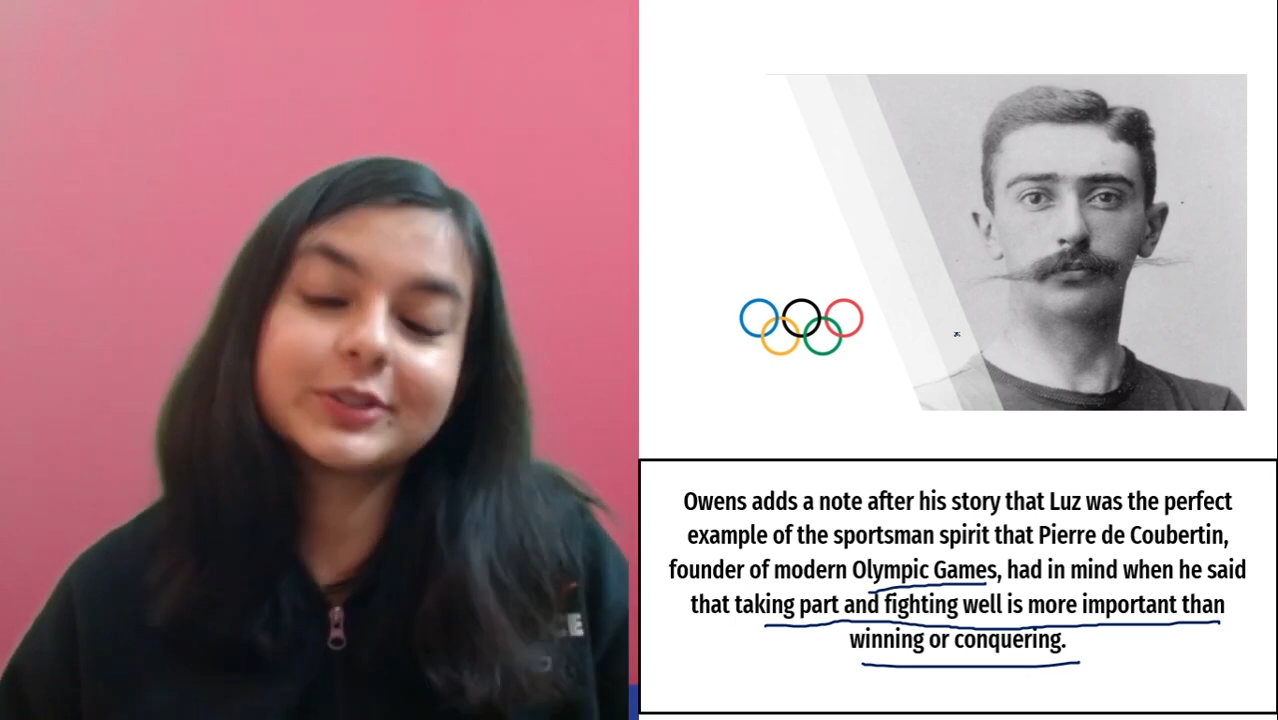 Owens adds a note after his story that Luz was the perfect
example of the sportsman spirit that Pierre de Coubertin,
founder of modern Olympic Games, had in mind when he said
that taking part and fighting well is more important than
winning or conquering.